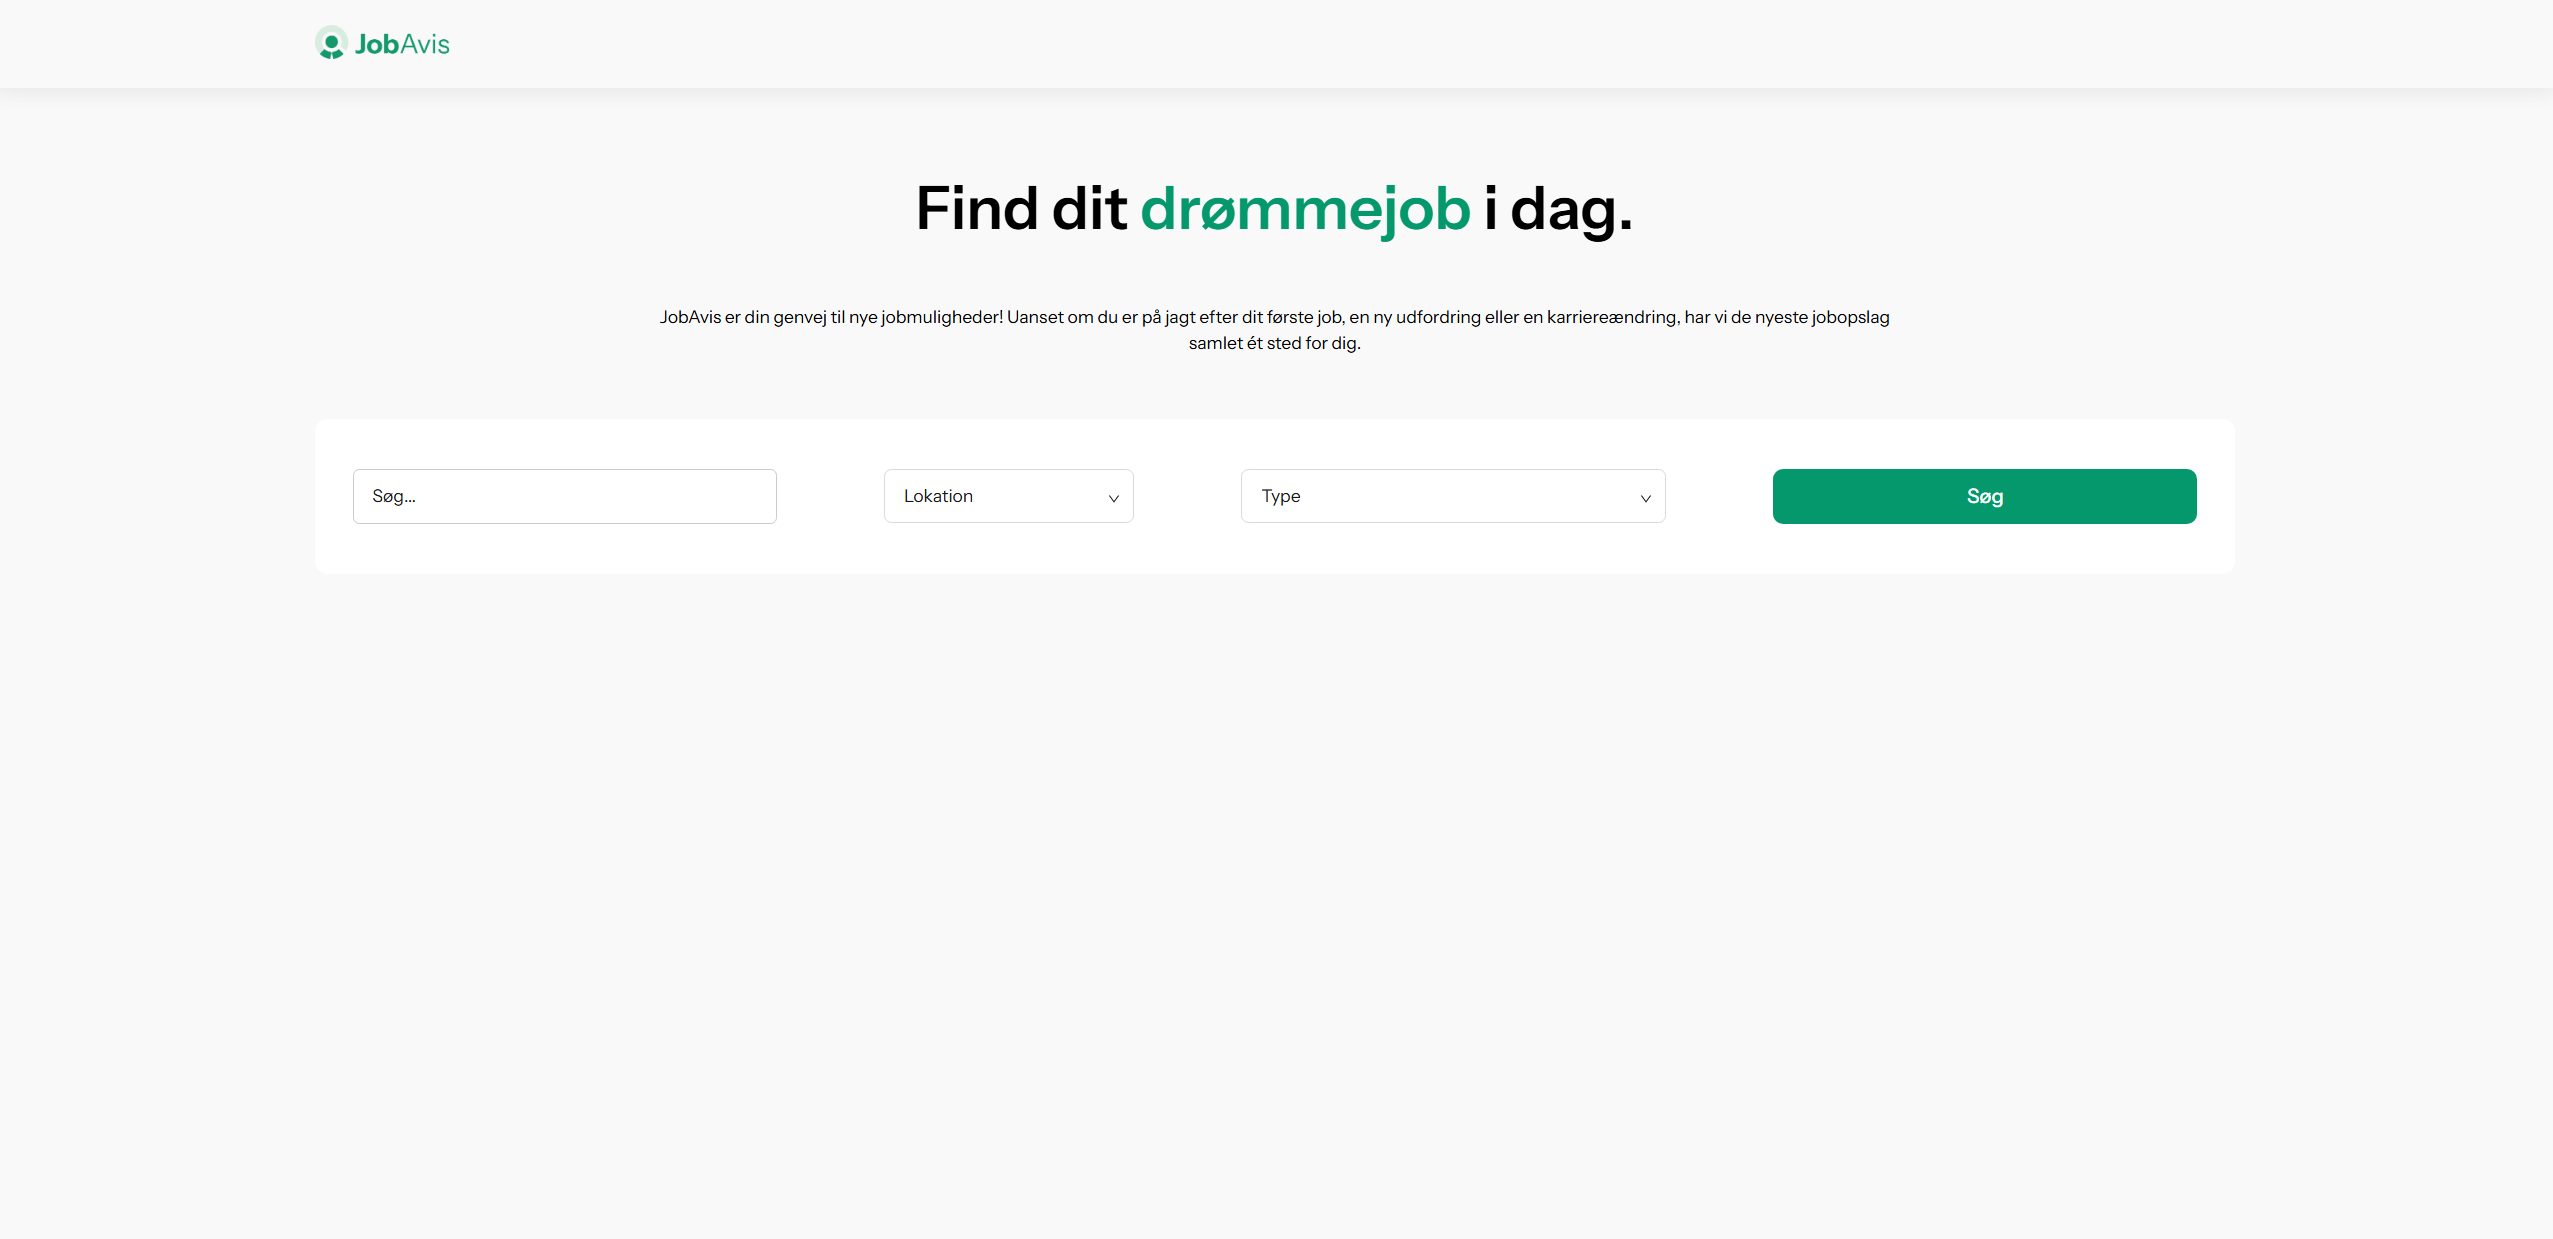 JobAvis
Find dit drømmejob i dag.
JobAvis er din genvej til nye jobmuligheder! Uanset om du er på jagt efter dit første job, en ny udfordring eller en karriereændring, har vi de nyeste jobopslag
samlet ét sted for dig.
Søg...
Lokation
Type
Søg